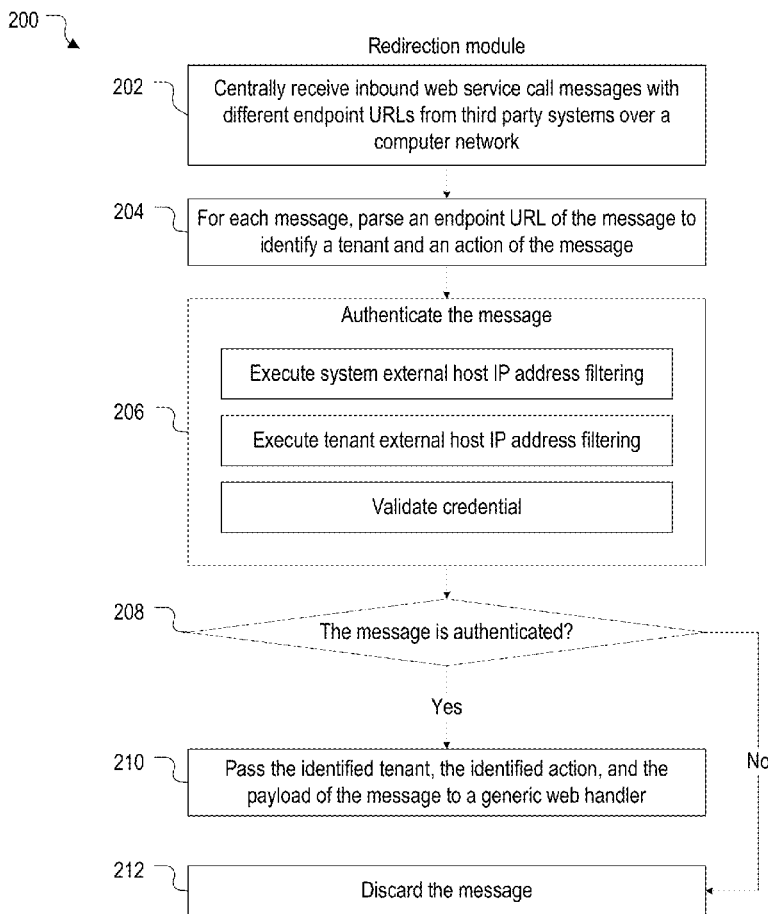 200
Redirection module
202
Centrally receive inbound web service call messages with
different endpoint URLs from third party systems over a
computer network
204
For each message, parse an endpoint URL of the message to
identify a tenant and an action of the message
Authenticate the message
Execute system external host IP address filtering
206
Execute tenant external host IP address filtering
Validate credential
208
The message is authenticated?
Yes
No
210
Pass the identified tenant, the identified action, and the
payload of the message to a generic web handler
212
Discard the message